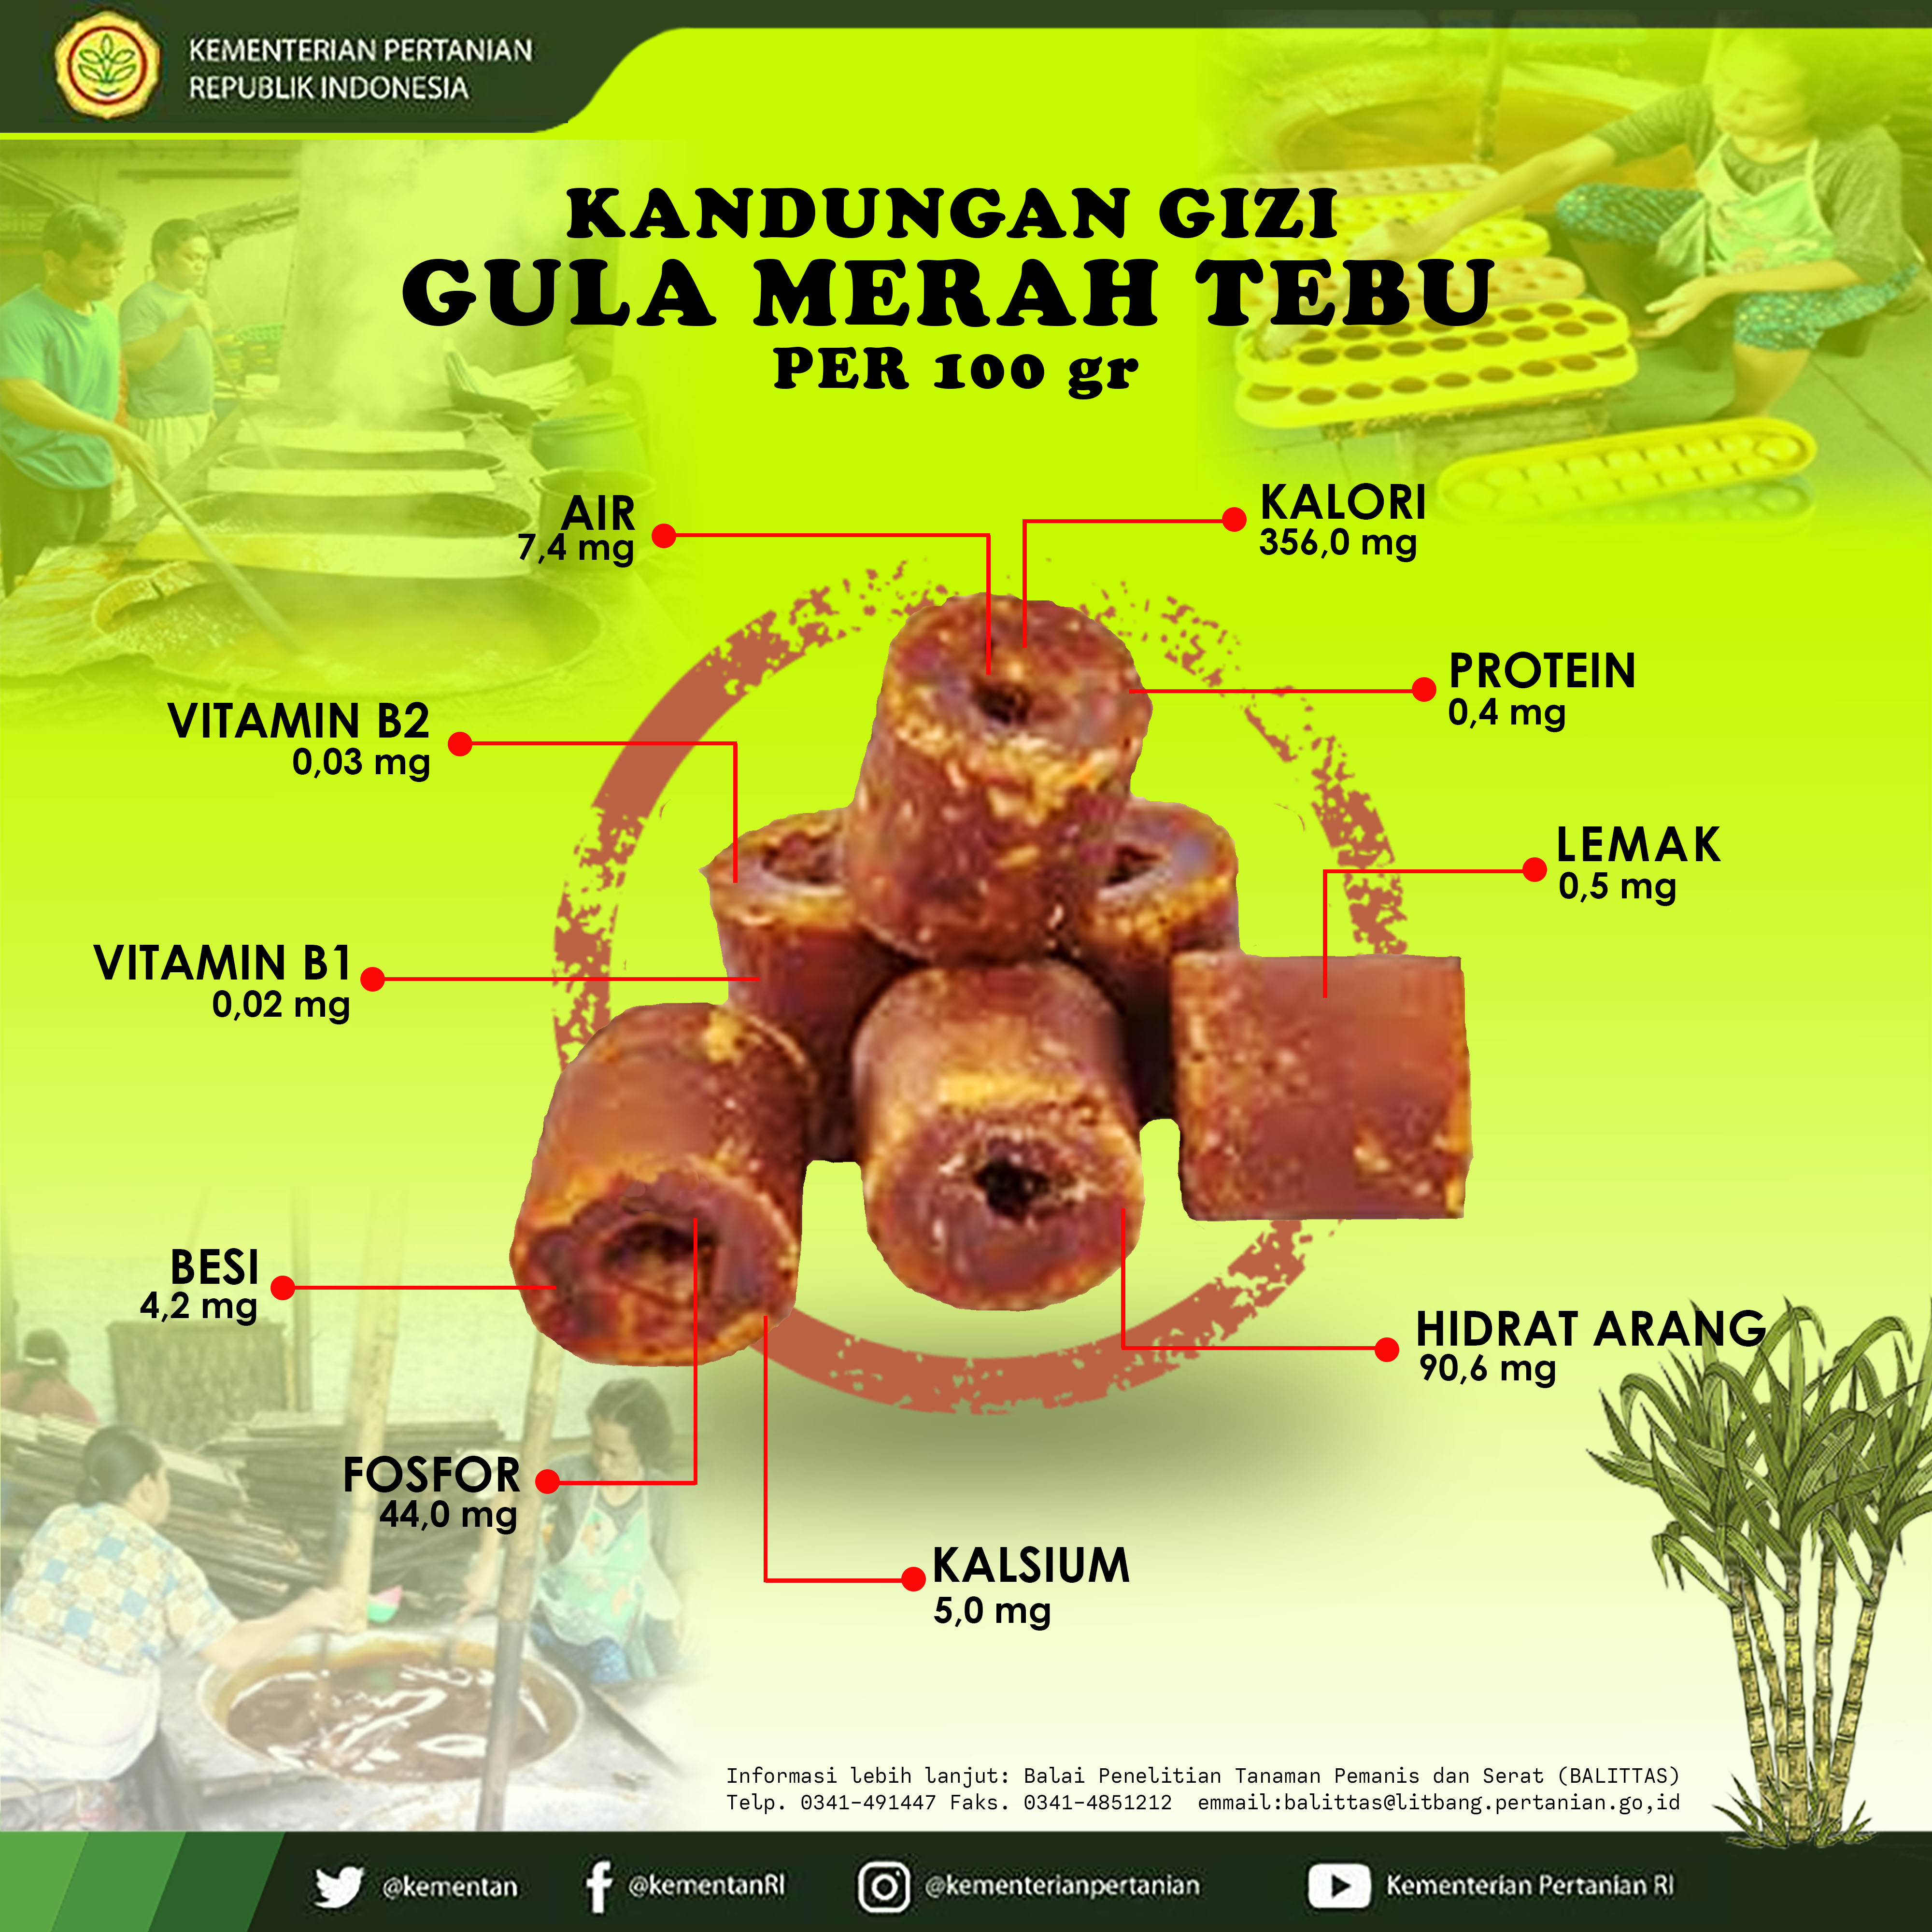 KEMENTERIAN PERTANIAN
REPUBLIK INDONESIA
KANDUNGAN GIZI
GULA MERAH TEBU
PER 100 gr
AIR
7,4 mg
KALORI
356,0 mg
PROTEIN
0,4 mg
VITAMIN B2
0,03 mg
LEMAK
0,5 mg
VITAMIN B1
0,02 mg
BESI
4,2 mg
HIDRAT ARANG
90,6 mg
FOSFOR
44,0 mg
KALSIUM
5,0 mg
Informasi lebih lanjut: Balai Penelitian Tanaman Pemanis dan Serat (BALITTAS)
Telp. 0341-491447 Faks. 0341-4851212 emmail:balittas@litbang.pertanian.go,id
@kementan
@kementanRI
@kementerianpertanian
Kementerian Pertanian RI